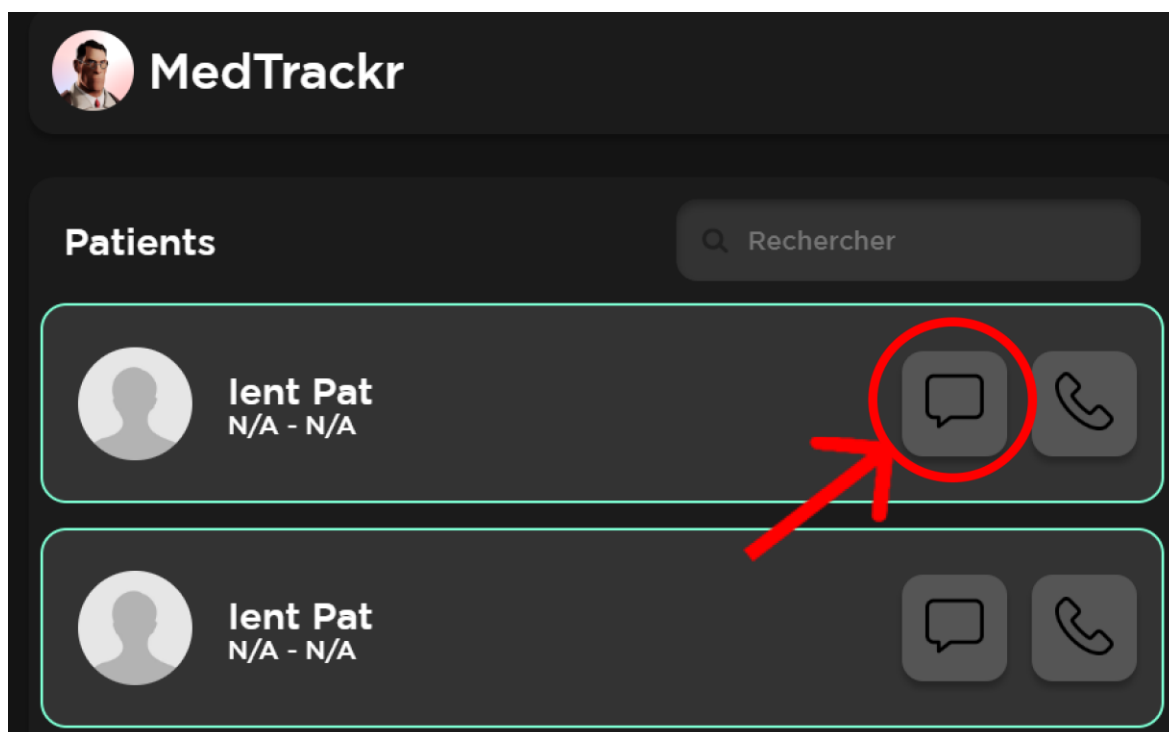 MedTrackr
Patients
Rechercher
Ient Pat
N/A - N/A
Ient Pat
N/A - N/A